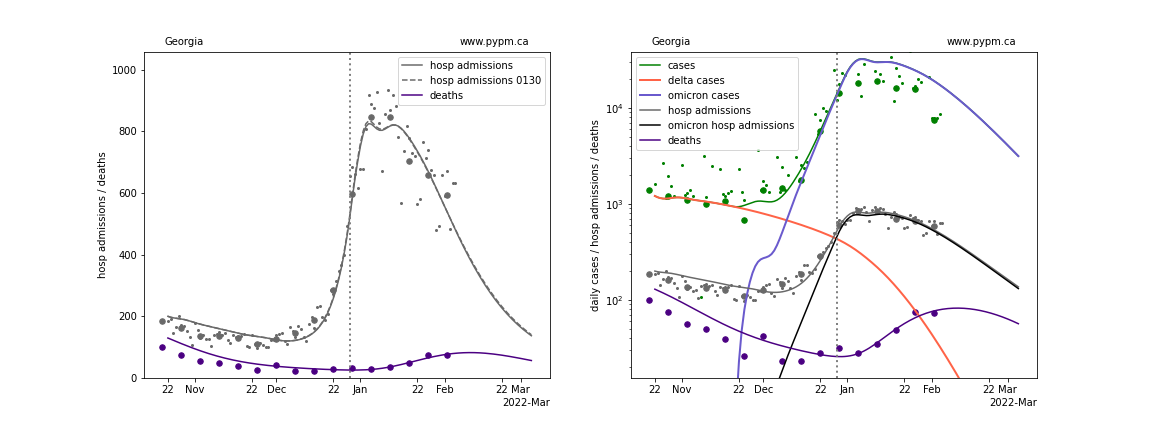 Georgia
www.pypm.ca
1000
800
600
400
200
0
hosp admissions / deaths
hosp admissions
hosp admissions 0130
deaths
22 Nov 22 Dec 22 Jan 22 Feb 22 Mar
2022-Mar
Georgia
www.pypm.ca
10⁴
10³
10²
daily cases / hosp admissions / deaths
cases
delta cases
omicron cases
hosp admissions
omicron hosp admissions
deaths
22 Nov 22 Dec 22 Jan 22 Feb 22 Mar
2022-Mar